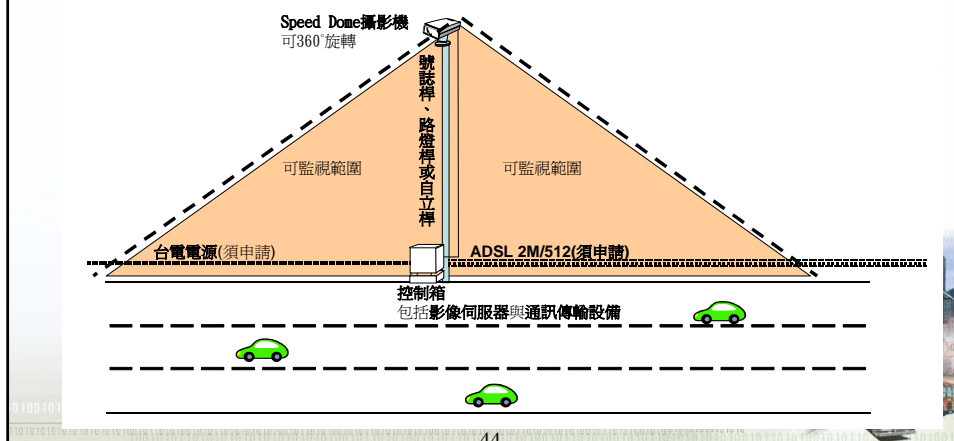 Speed Dome攝影機
可360°旋轉
號誌桿、路燈桿或自立桿
可監視範圍
可監視範圍
台電電源(須申請)
ADSL 2M/512(須申請)
控制箱
包括影像伺服器與通訊傳輸設備
44